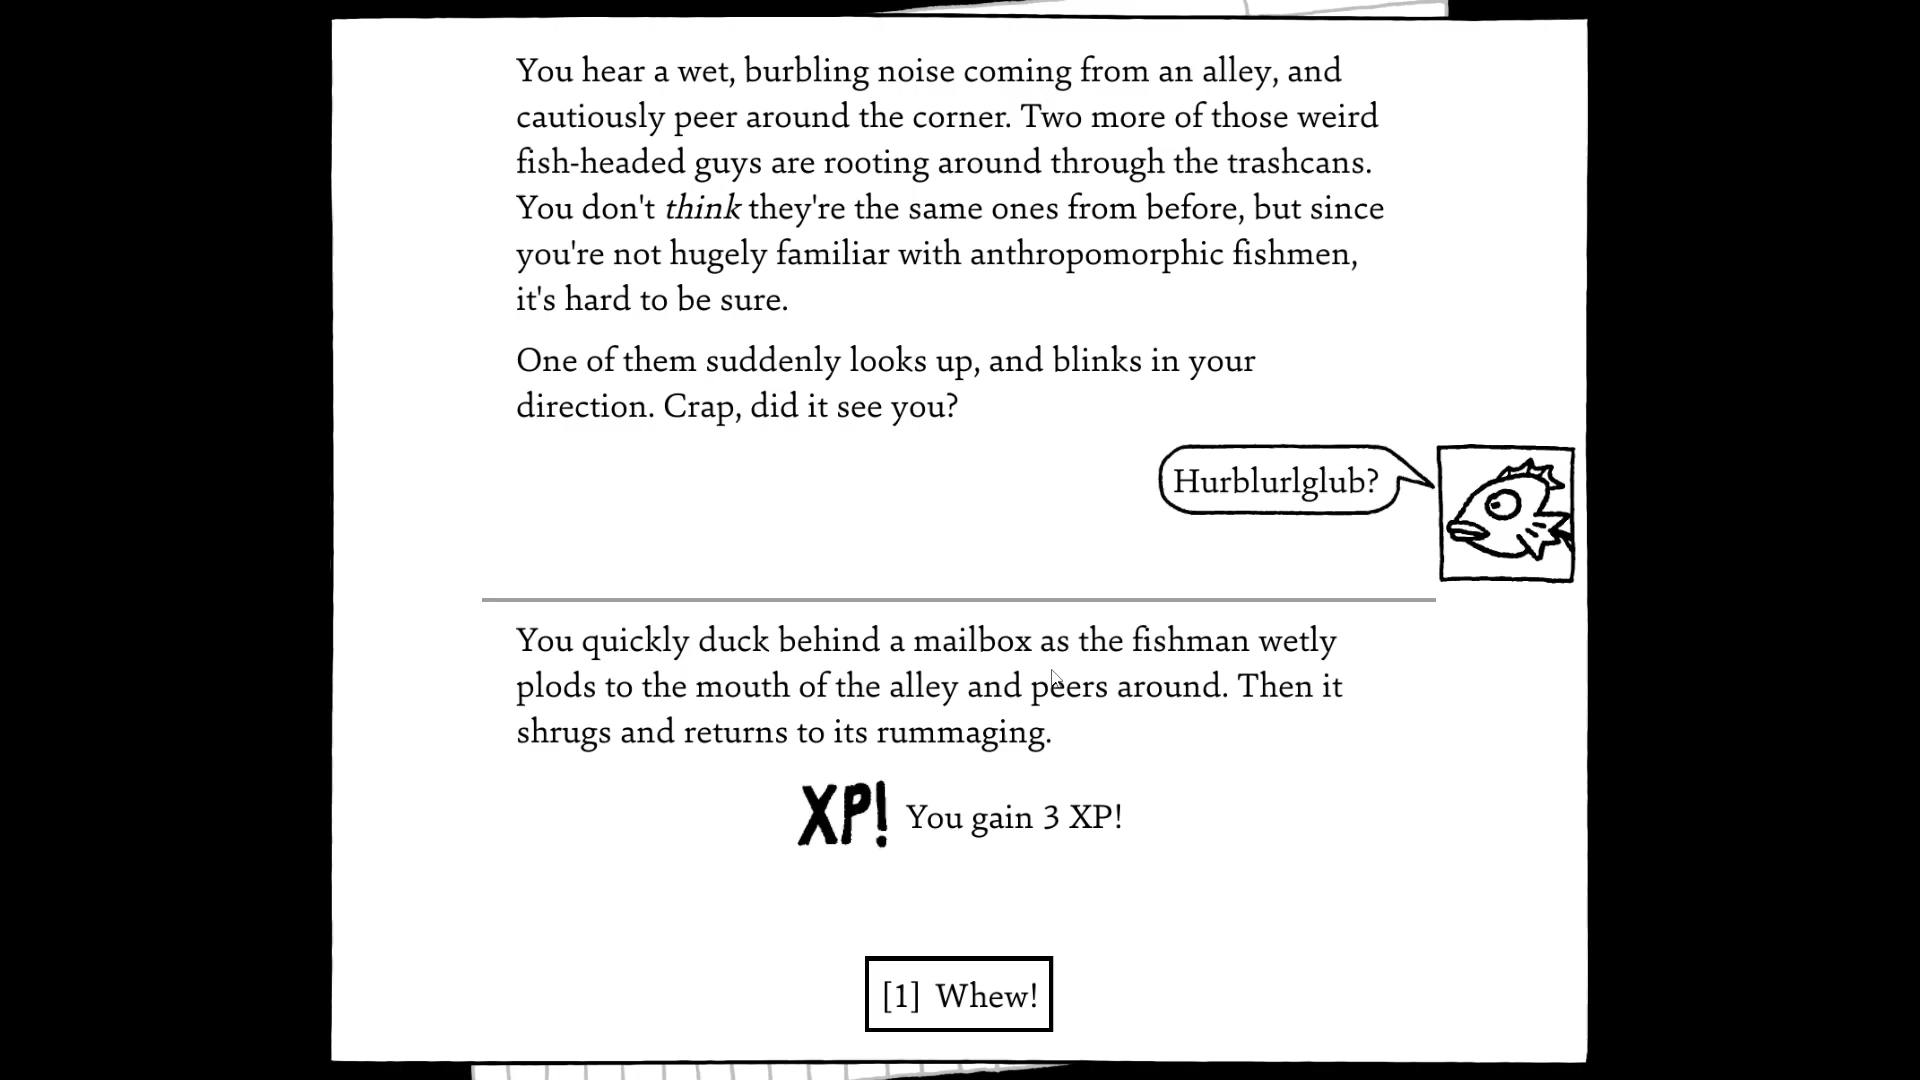 You hear a wet, burbling noise coming from an alley, and
cautiously peer around the corner. Two more of those weird
fish-headed guys are rooting around through the trashcans.
You don't think they're the same ones from before, but since
you're not hugely familiar with anthropomorphic fishmen,
it's hard to be sure.
One of them suddenly looks up, and blinks in your
direction. Crap, did it see you?
Hurblurlglub?
You quickly duck behind a mailbox as the fishman wetly
plods to the mouth of the alley and peers around. Then it
shrugs and returns to its rummaging.
XP! You gain 3 XP!
[1] Whew!